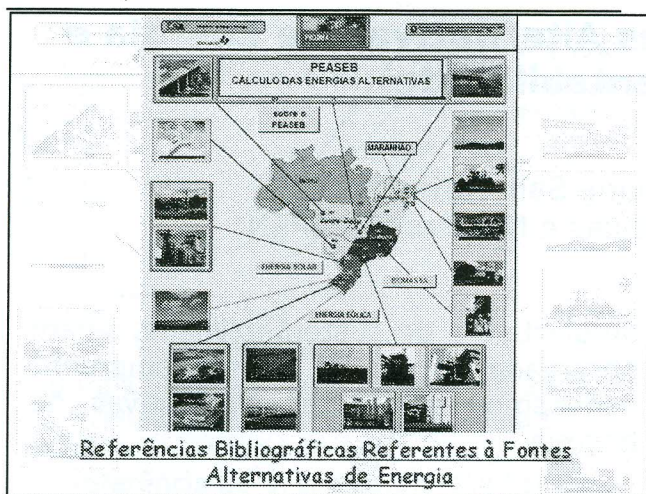 PEASEB
CÁLCULO DAS ENERGIAS ALTERNATIVAS
sobre o
PEASEB
MARANHÃO
ENERGIA SOLAR
BIOMASSA
ENERGIA EÓLICA
Referências Bibliográficas Referentes à Fontes
Alternativas de Energia